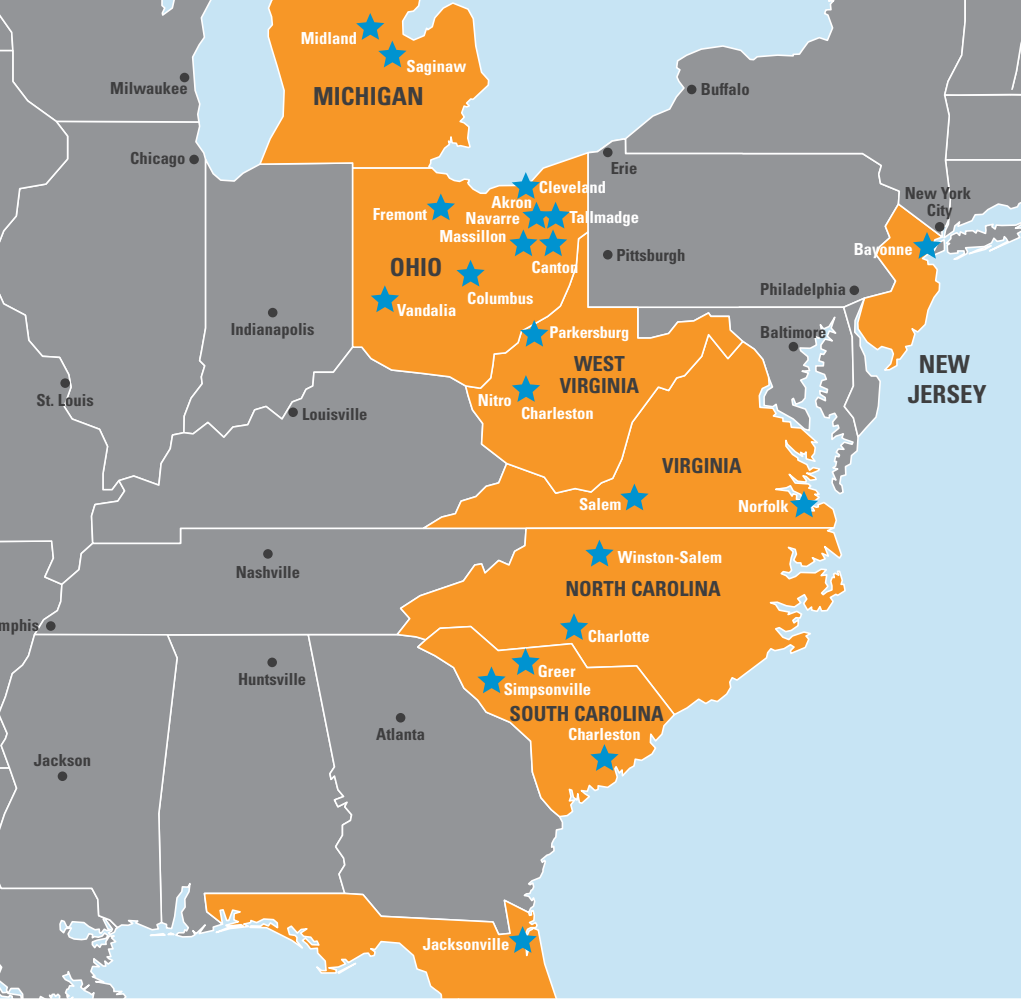 Midland
Saginaw
MICHIGAN
Milwaukee
Buffalo
Chicago
Erie
Cleveland
Akron
Fremont
Navarre
Tallmadge
Massillon
Canton
OHIO
Columbus
Vandalia
Pittsburgh
New York
City
Bayonne
Philadelphia
Baltimore
NEW
JERSEY
Indianapolis
Parkersburg
WEST
VIRGINIA
Nitro
Charleston
St. Louis
Louisville
VIRGINIA
Salem
Norfolk
Nashville
Winston-Salem
NORTH CAROLINA
Charlotte
mphis
Huntsville
Greer
Simpsonville
SOUTH CAROLINA
Charleston
Atlanta
Jackson
Jacksonville